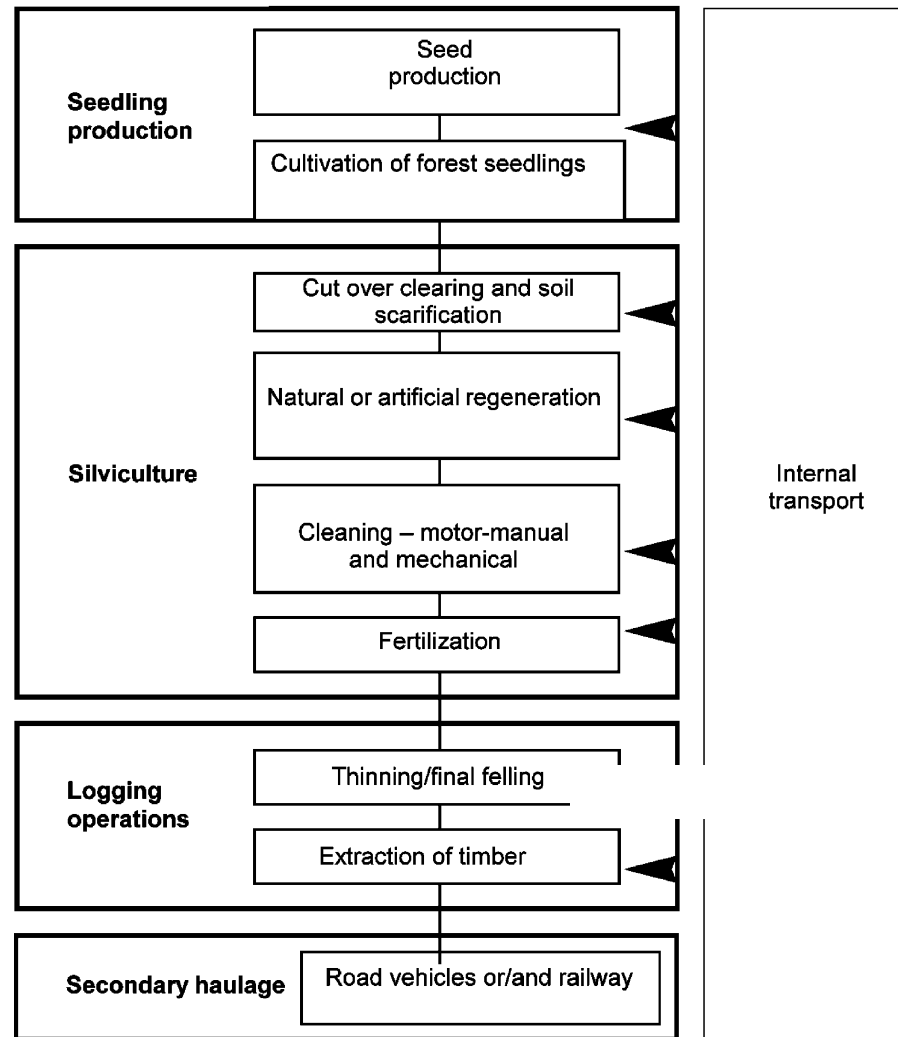 Seed
production
Seedling
production
Cultivation of forest seedlings
Cut over clearing and soil
scarification
Natural or artificial regeneration
Silviculture
Internal
transport
Cleaning – motor-manual
and mechanical
Fertilization
Thinning/final felling
Logging
operations
Extraction of timber
Secondary haulage
Road vehicles or/and railway